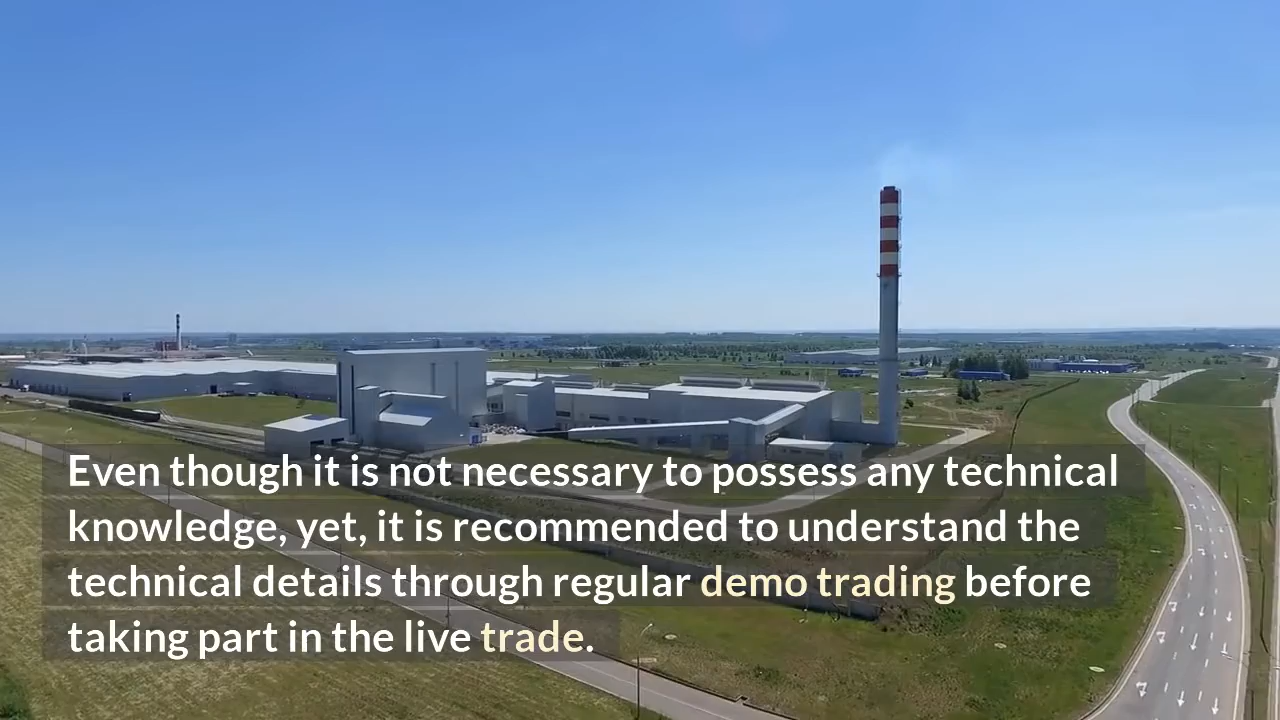 Even though it is not necessary to possess any technical
knowledge, yet, it is recommended to understand the
technical details through regular demo trading before
taking part in the live trade.